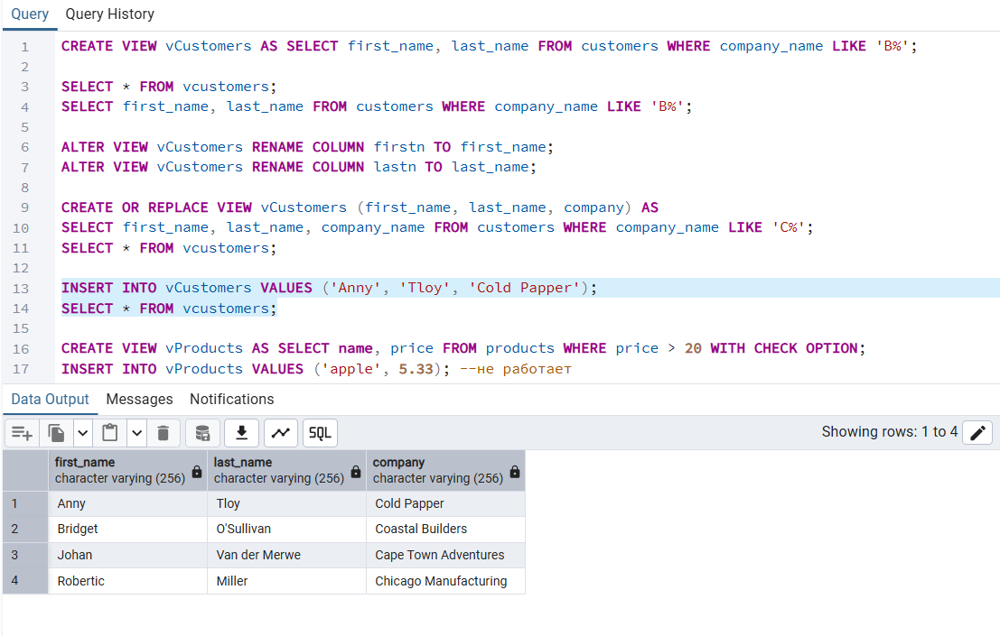 Query Query History
1 CREATE VIEW vCustomers AS SELECT first_name, last_name FROM customers WHERE company_name LIKE 'B%';
2
3 SELECT * FROM vcustomers;
4 SELECT first_name, last_name FROM customers WHERE company_name LIKE 'B%';
5
6 ALTER VIEW vCustomers RENAME COLUMN firstn TO first_name;
7 ALTER VIEW vCustomers RENAME COLUMN lastn TO last_name;
8
9 CREATE OR REPLACE VIEW vCustomers (first_name, last_name, company) AS
10 SELECT first_name, last_name, company_name FROM customers WHERE company_name LIKE 'C%';
11 SELECT * FROM vcustomers;
12
13 INSERT INTO vCustomers VALUES ('Anny', 'Tloy', 'Cold Papper');
14 SELECT * FROM vcustomers;
15
16 CREATE VIEW vProducts AS SELECT name, price FROM products WHERE price > 20 WITH CHECK OPTION;
17 INSERT INTO vProducts VALUES ('apple', 5.33); --не работает
Data Output Messages Notifications
SQL Showing rows: 1 to 4
first_name last_name company
character varying (256) character varying (256) character varying (256)
1 Anny Tloy Cold Papper
2 Bridget O'Sullivan Coastal Builders
3 Johan Van der Merwe Cape Town Adventures
4 Robertic Miller Chicago Manufacturing